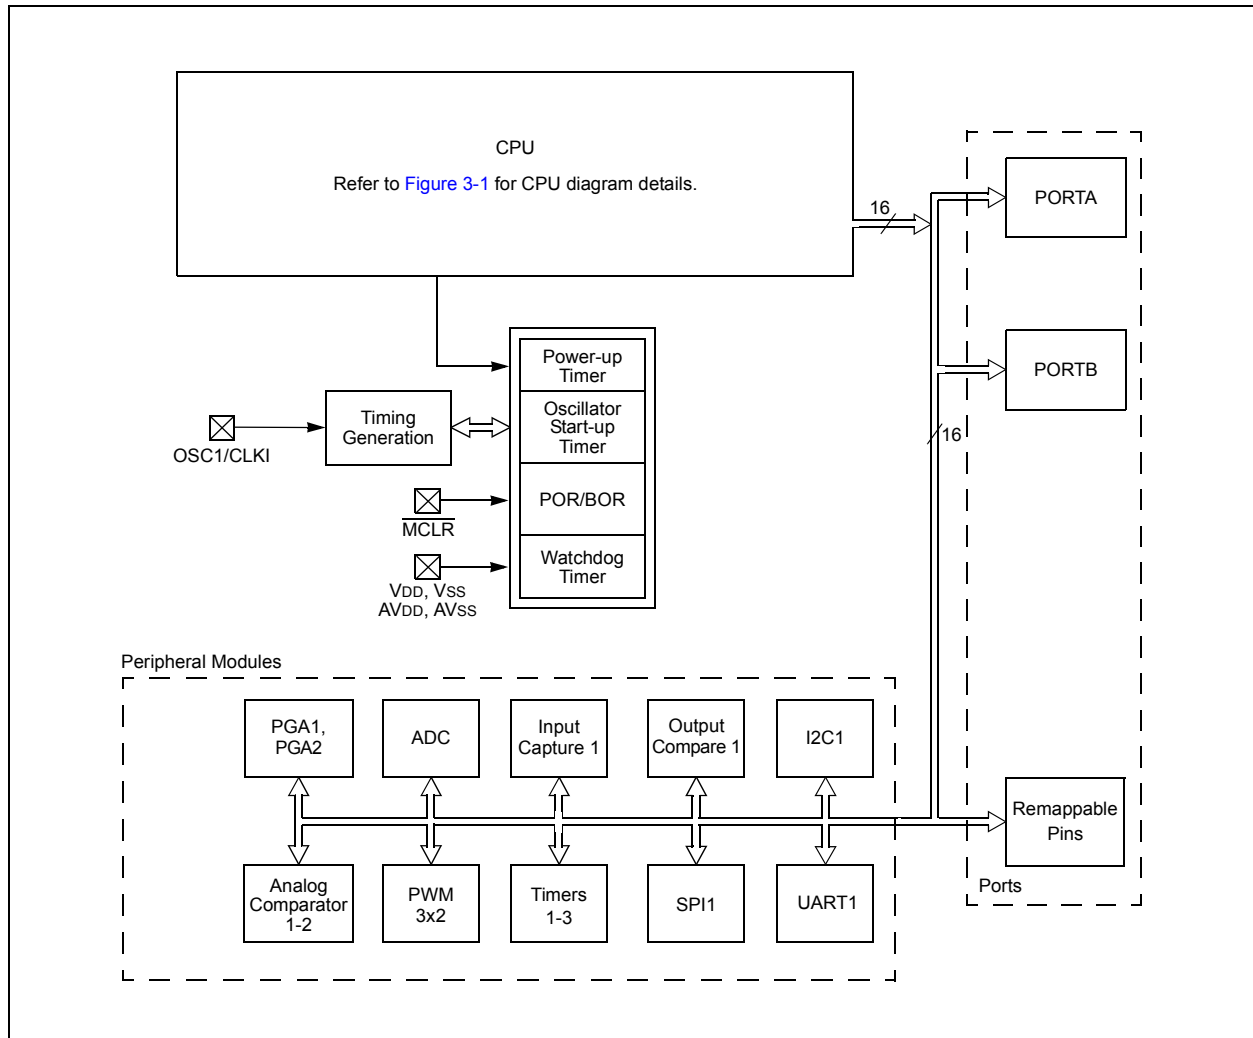 CPU
Refer to Figure 3-1 for CPU diagram details.
16
PORTA
PORTB
16
Power-up
Timer
Oscillator
Start-up
Timer
POR/BOR
Watchdog
Timer
Timing
Generation
OSC1/CLKI
MCLR
VDD, VSS
AVDD, AVSS
Peripheral Modules
PGA1,
PGA2
ADC
Input
Capture 1
Output
Compare 1
I2C1
Analog
Comparator
1-2
PWM
3x2
Timers
1-3
SPI1
UART1
Remappable
Pins
Ports